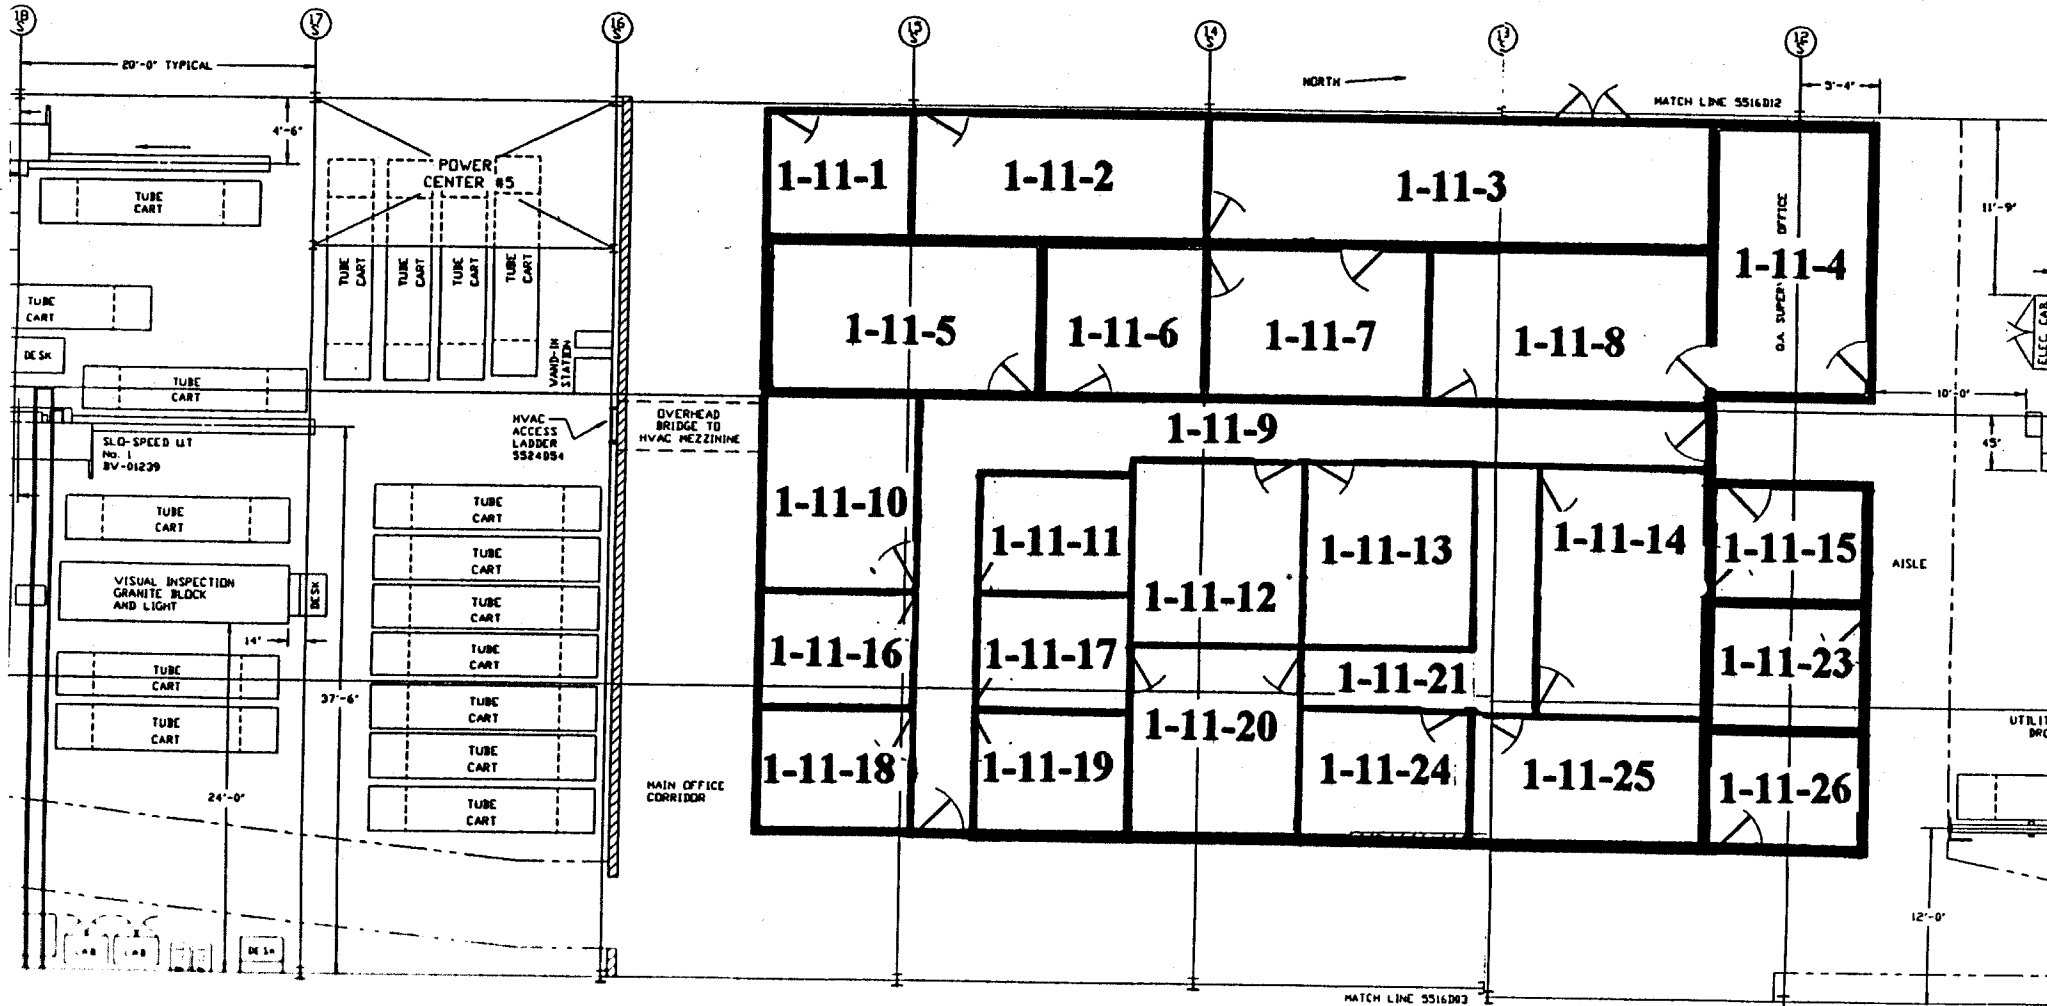 18
S
17
S
16
S
15
S
14
S
13
S
12
S
20'-0" TYPICAL
NORTH
MATCH LINE 5516D12
5'-4"
4'-6"
POWER
CENTER #5
TUBE
CART
TUBE
CART
TUBE
CART
TUBE
CART
TUBE
CART
TUBE
CART
DESK
TUBE
CART
SLO-SPEED UT
No. 1
BV-01239
TUBE
CART
VISUAL INSPECTION
GRANITE BLOCK
AND LIGHT
DESK
14"
TUBE
CART
TUBE
CART
37'-6"
24'-0"
LAB
LAB
DESK
STATION
HVAC
ACCESS
LADDER
5524D54
OVERHEAD
BRIDGE TO
HVAC MEZZININE
TUBE
CART
TUBE
CART
TUBE
CART
TUBE
CART
TUBE
CART
TUBE
CART
TUBE
CART
MAIN OFFICE
CORRIDOR
1-11-1
1-11-2
1-11-3
1-11-4
OFFICE
1-11-5
1-11-6
1-11-7
1-11-8
1-11-9
1-11-10
1-11-11
1-11-12
1-11-13
1-11-14
1-11-15
1-11-16
1-11-17
1-11-18
1-11-19
1-11-20
1-11-21
1-11-23
1-11-24
1-11-25
1-11-26
11'-9"
ELEC CAB
10'-0"
45"
AISLE
12'-0"
MATCH LINE 5516D03